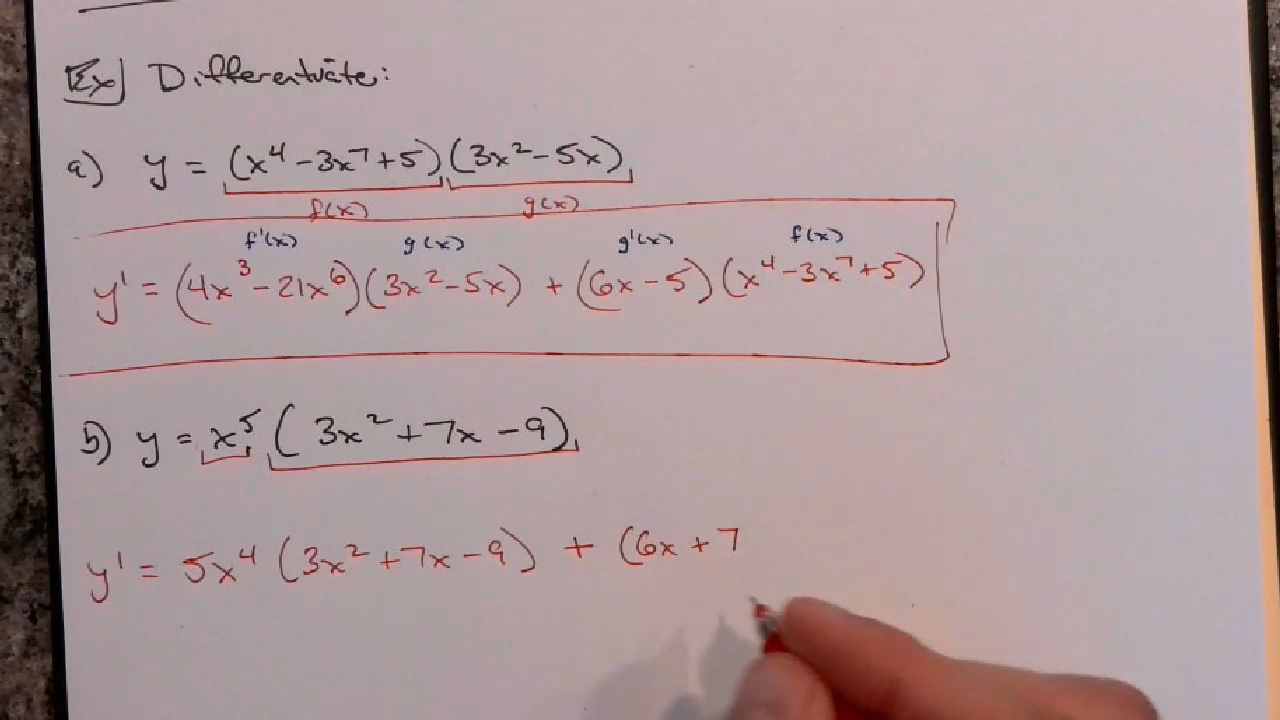 Ex Differentiate:
a) y = (x⁴ - 3x⁷ + 5)(3x² - 5x)
f(x) g(x)
f'(x) g(x) g'(x) f(x)
y' = (4x³ - 21x⁶)(3x² - 5x) + (6x - 5)(x⁴ - 3x⁷ + 5)
b) y = x⁵ (3x² + 7x - 9)
y' = 5x⁴ (3x² + 7x - 9) + (6x + 7